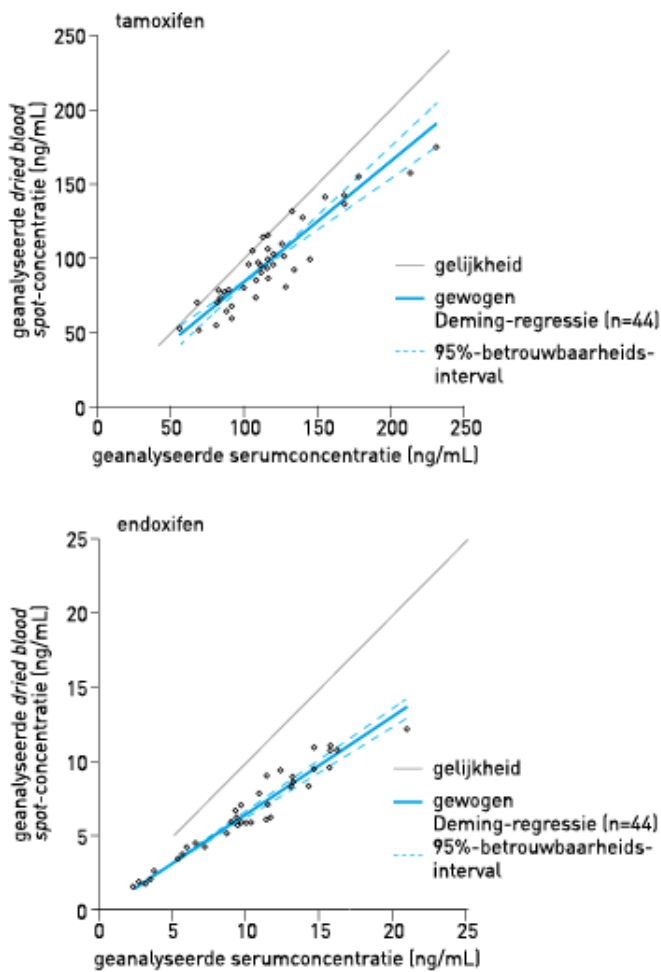 tamoxifen
250
200
150
100
50
0
geanalyseerde dried blood
spot-concentratie (ng/mL)
gelijkheid
gewogen
Deming-regressie (n=44)
95%-betrouwbaarheids-
interval
0 50 100 150 200 250
geanalyseerde serumconcentratie (ng/mL)
endoxifen
25
20
15
10
5
0
geanalyseerde dried blood
spot-concentratie (ng/mL)
gelijkheid
gewogen
Deming-regressie (n=44)
95%-betrouwbaarheids-
interval
0 5 10 15 20 25
geanalyseerde serumconcentratie (ng/mL)